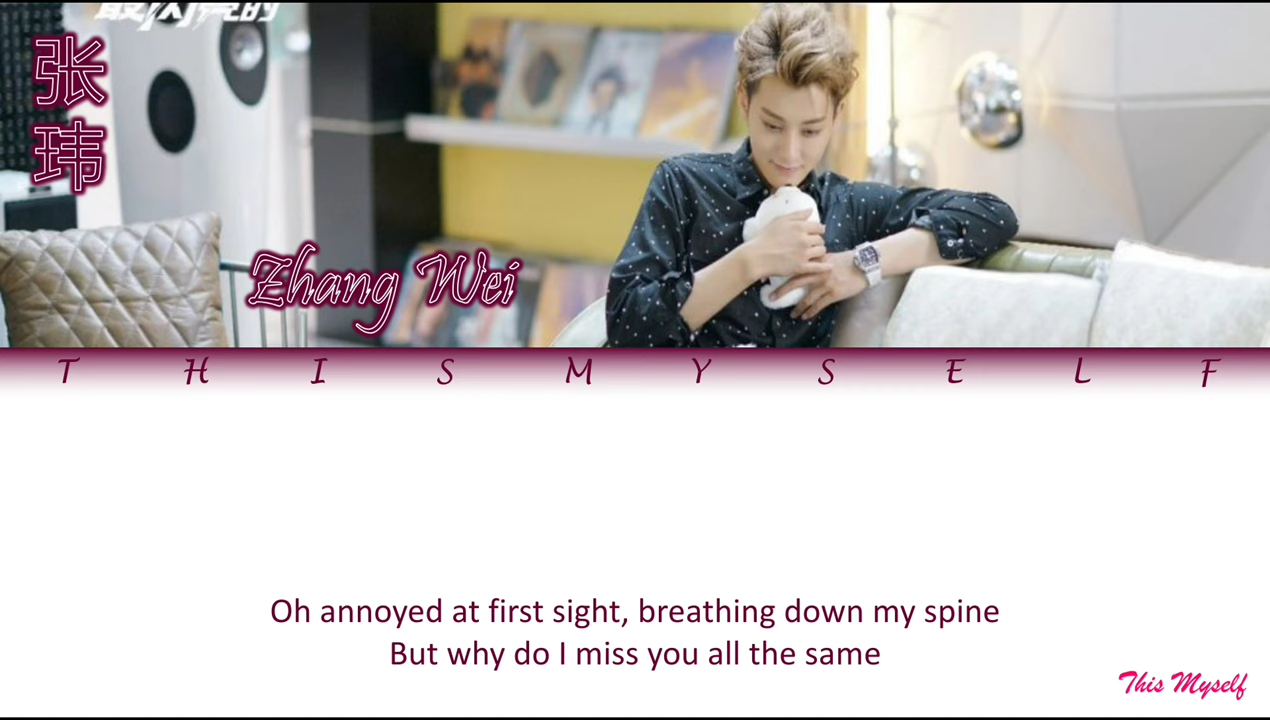 张
玮
Zhang Wei
T H I S M Y S E L F
Oh annoyed at first sight, breathing down my spine
But why do I miss you all the same
This Myself